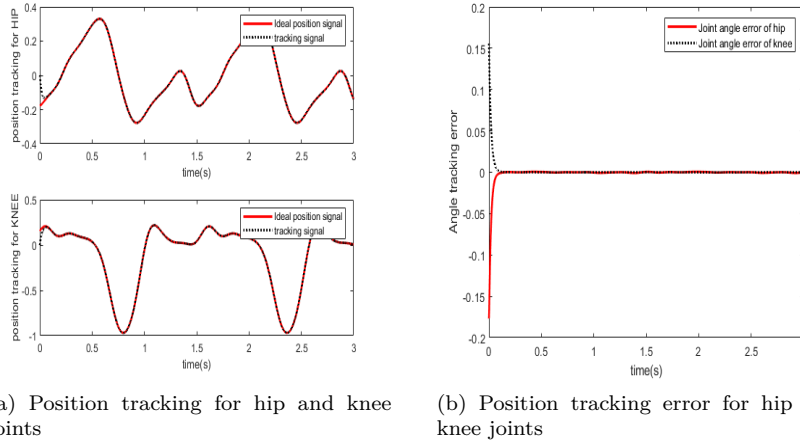 0.4
0.2
0
-0.2
-0.4
position tracking for HIP
Ideal position signal
tracking signal
0 0.5 1 1.5 2 2.5 3
time(s)
0.5
0
-0.5
-1
position tracking for KNEE
Ideal position signal
tracking signal
0 0.5 1 1.5 2 2.5 3
time(s)
a) Position tracking for hip and knee
oints
0.2
0.15
0.1
0.05
0
-0.05
-0.1
-0.15
-0.2
Angle tracking error
Joint angle error of hip
Joint angle error of knee
0 0.5 1 1.5 2 2.5
time(s)
(b) Position tracking error for hip
knee joints